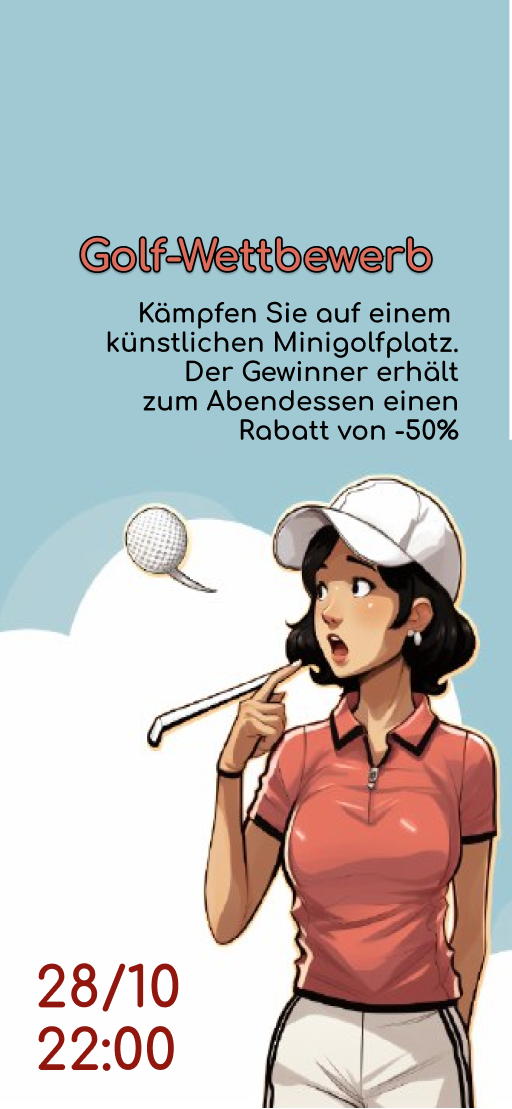 Golf-Wettbewerb
Kämpfen Sie auf einem
künstlichen Minigolfplatz.
Der Gewinner erhält
zum Abendessen einen
Rabatt von -50%
28/10
22:00